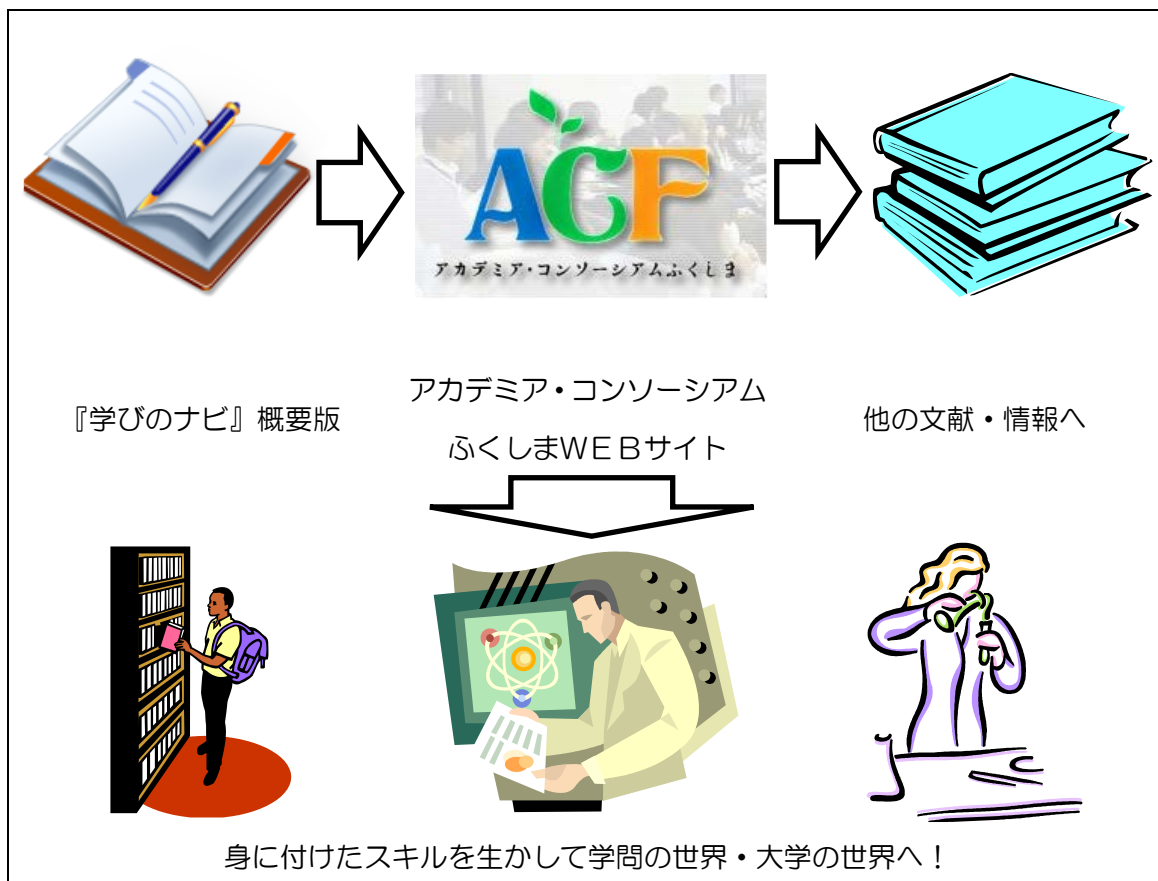 ACF
アカデミア・コンソーシアムふくしま
『学びのナビ』概要版
アカデミア・コンソーシアム
ふくしまWEBサイト
他の文献・情報へ
身に付けたスキルを生かして学問の世界・大学の世界へ!